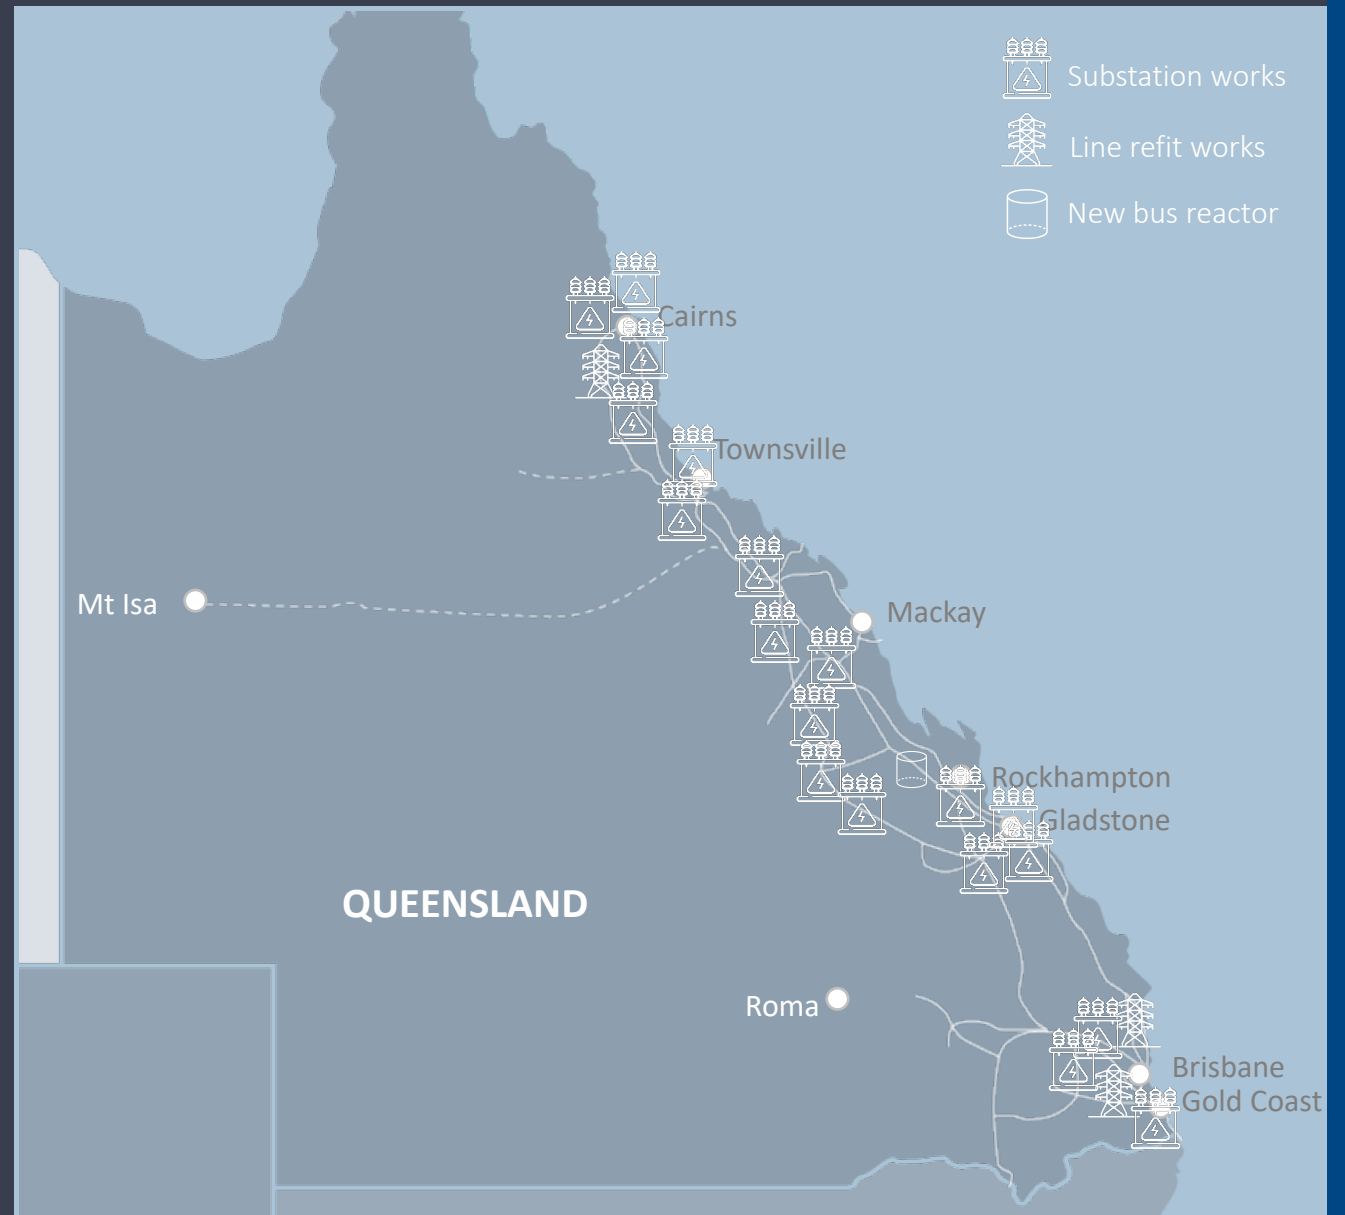 Substation works
Line refit works
New bus reactor
Cairns
Townsville
Mt Isa
Mackay
Rockhampton
Gladstone
QUEENSLAND
Roma
Brisbane
Gold Coast